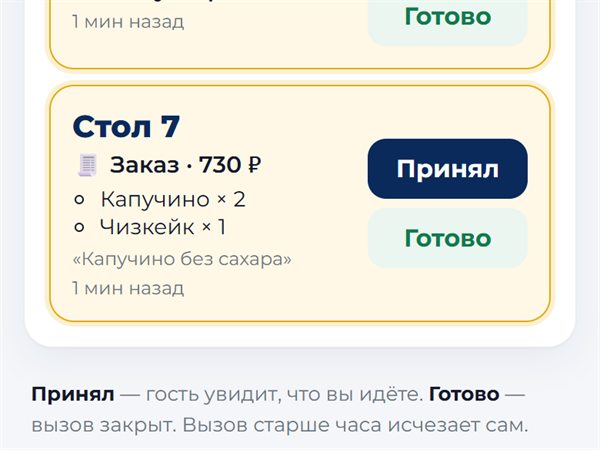 1 мин назад
Готово
Стол 7
Заказ · 730 ₽
Принял
Капучино × 2
Чизкейк × 1
Готово
«Капучино без сахара»
1 мин назад
Принял — гость увидит, что вы идёте. Готово —
вызов закрыт. Вызов старше часа исчезает сам.